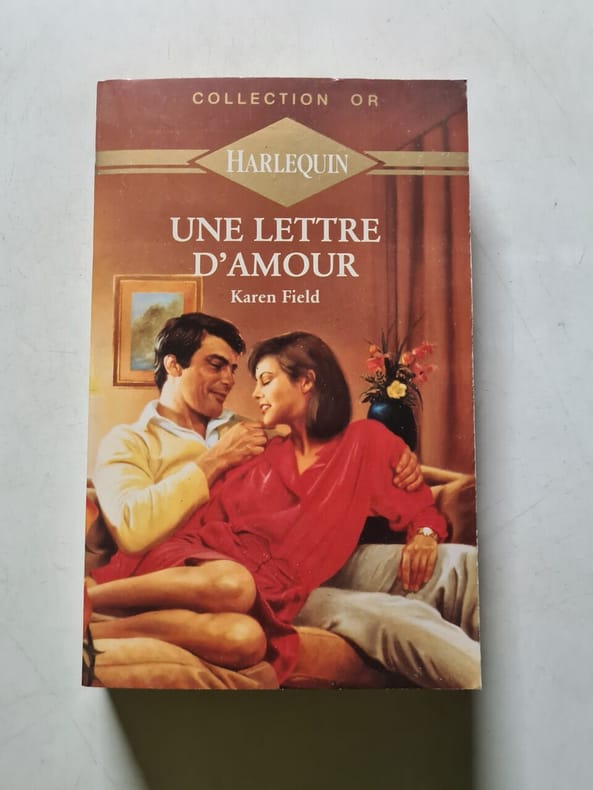 COLLECTION OR
HARLEQUIN
UNE LETTRE
D'AMOUR
Karen Field